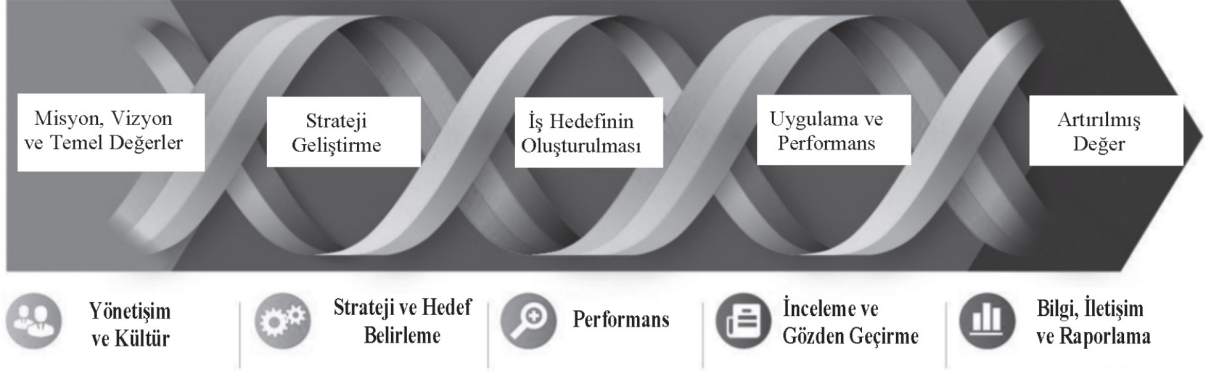 Misyon, Vizyon
ve Temel Değerler
Strateji
Geliştirme
İş Hedefinin
Oluşturulması
Uygulama ve
Performans
Artırılmış
Değer
Yönetişim
ve Kültür
Strateji ve Hedef
Belirleme
Performans
İnceleme ve
Gözden Geçirme
Bilgi, İletişim
ve Raporlama